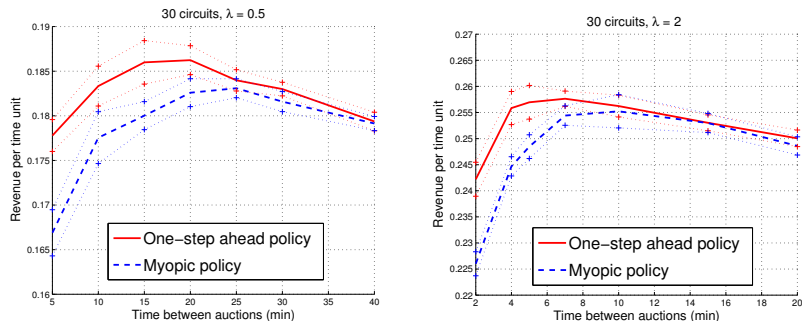 30 circuits, λ = 0.5
0.19
0.185
0.18
0.175
0.17
0.165
0.16
Revenue per time unit
5 10 15 20 25 30 40
Time between auctions (min)
One-step ahead policy
Myopic policy
30 circuits, λ = 2
0.27
0.265
0.26
0.255
0.25
0.245
0.24
0.235
0.23
0.225
0.22
Revenue per time unit
2 4 6 8 10 12 14 16 18 20
Time between auctions (min)
One-step ahead policy
Myopic policy